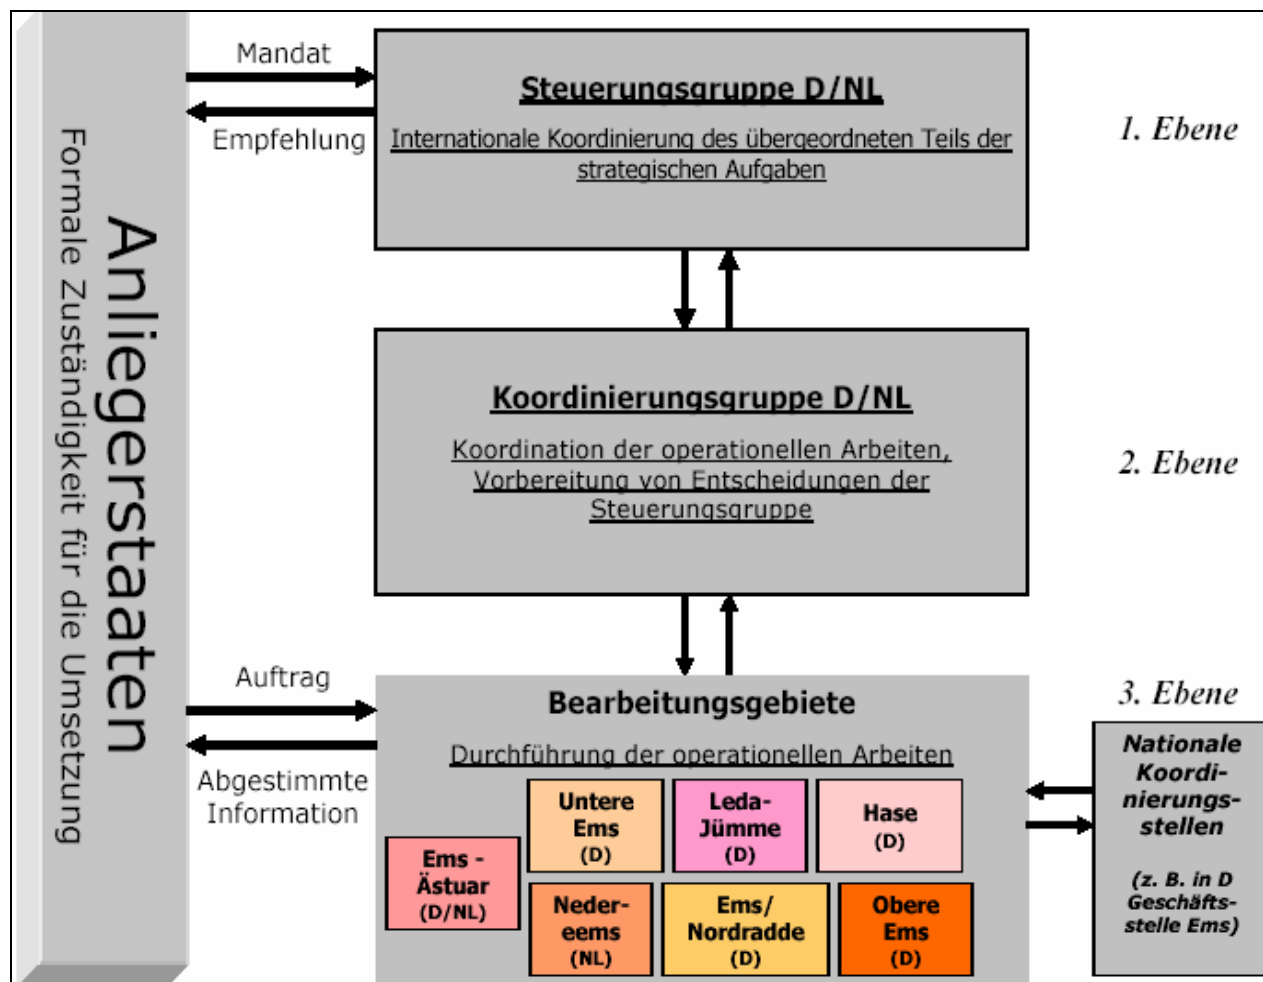 Anliegerstaaten
Formale Zuständigkeit für die Umsetzung
Mandat
Empfehlung
Steuerungsgruppe D/NL
Internationale Koordinierung des übergeordneten Teils der
strategischen Aufgaben
1. Ebene
Koordinierungsgruppe D/NL
Koordination der operationellen Arbeiten,
Vorbereitung von Entscheidungen der
Steuerungsgruppe
2. Ebene
Auftrag
Abgestimmte
Information
Bearbeitungsgebiete
Durchführung der operationellen Arbeiten
Ems -
Ästuar
(D/NL)
Untere
Ems
(D)
Leda-
Jümme
(D)
Hase
(D)
Neder-
eems
(NL)
Ems/
Nordradde
(D)
Obere
Ems
(D)
3. Ebene
Nationale
Koordi-
nierungs-
stellen
(z. B. in D
Geschäfts-
stelle Ems)